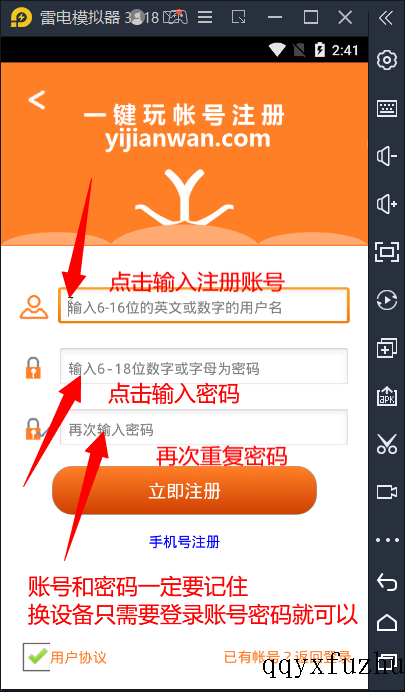 雷电模拟器 3
18
2:41
一键玩帐号注册
yijianwan.com
点击输入注册账号
输入6-16位的英文或数字的用户名
输入6-18位数字或字母为密码
点击输入密码
再次输入密码
再次重复密码
立即注册
手机号注册
账号和密码一定要记住
换设备只需要登录账号密码就可以
用户协议
已有帐号？返回登录
qqyxfuzhu
APK